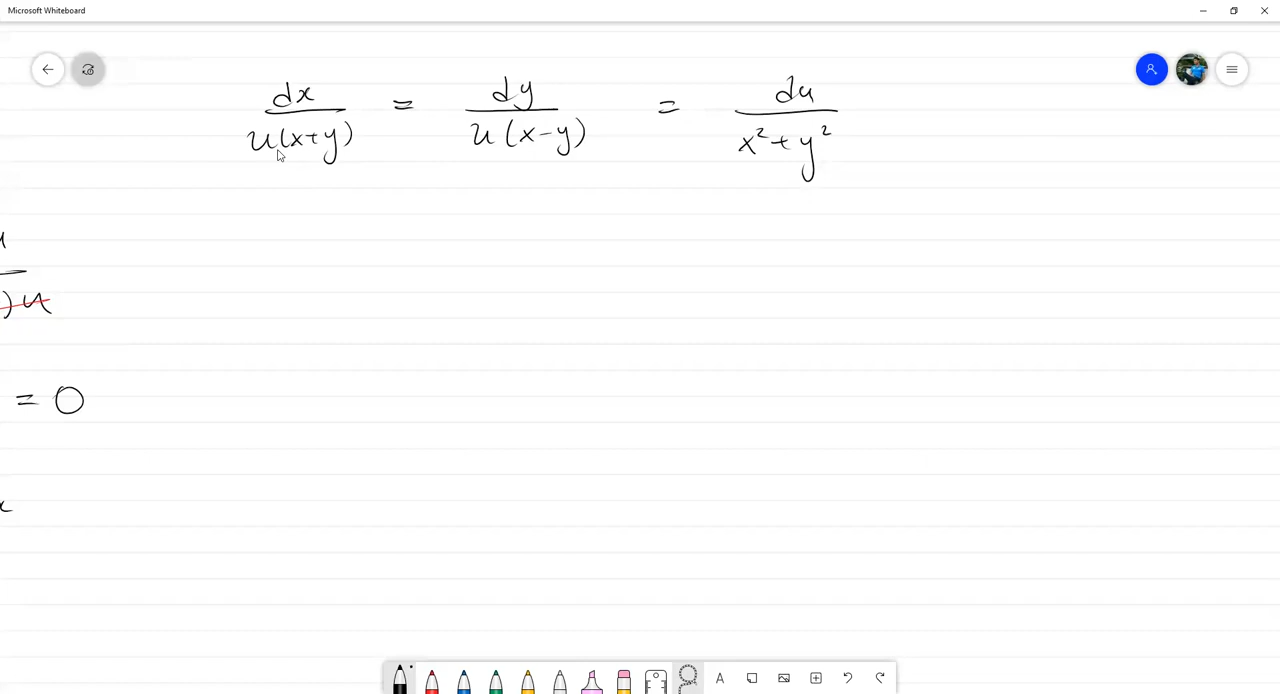 Microsoft Whiteboard
dx/u(x+y) = dy/u(x-y) = du/x²+y²
u
)u
= 0
A